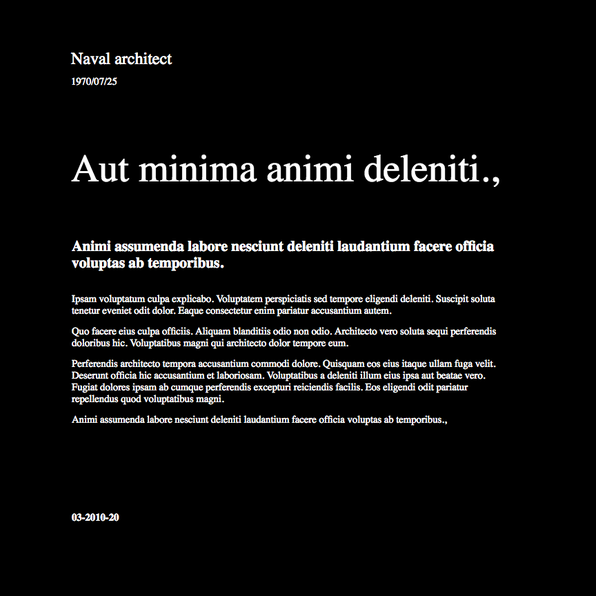 Naval architect
1970/07/25
Aut minima animi deleniti.,
Animi assumenda labore nesciunt deleniti laudantium facere officia
voluptas ab temporibus.
Ipsam voluptatum culpa explicabo. Voluptatem perspiciatis sed tempore eligendi deleniti. Suscipit soluta
tenetur eveniet odit dolor. Eaque consectetur enim pariatur accusantium autem.
Quo facere eius culpa officiis. Aliquam blanditiis odio non odio. Architecto vero soluta sequi perferendis
doloribus hic. Voluptatibus magni qui architecto dolor tempore eum.
Perferendis architecto tempora accusantium commodi dolore. Quisquam eos eius itaque ullam fuga velit.
Deserunt officia hic accusantium et laboriosam. Voluptatibus a deleniti illum eius ipsa aut beatae vero.
Fugiat dolores ipsam ab cumque perferendis excepturi reiciendis facilis. Eos eligendi odit pariatur
repellendus quod voluptatibus magni.
Animi assumenda labore nesciunt deleniti laudantium facere officia voluptas ab temporibus.,
03-2010-20